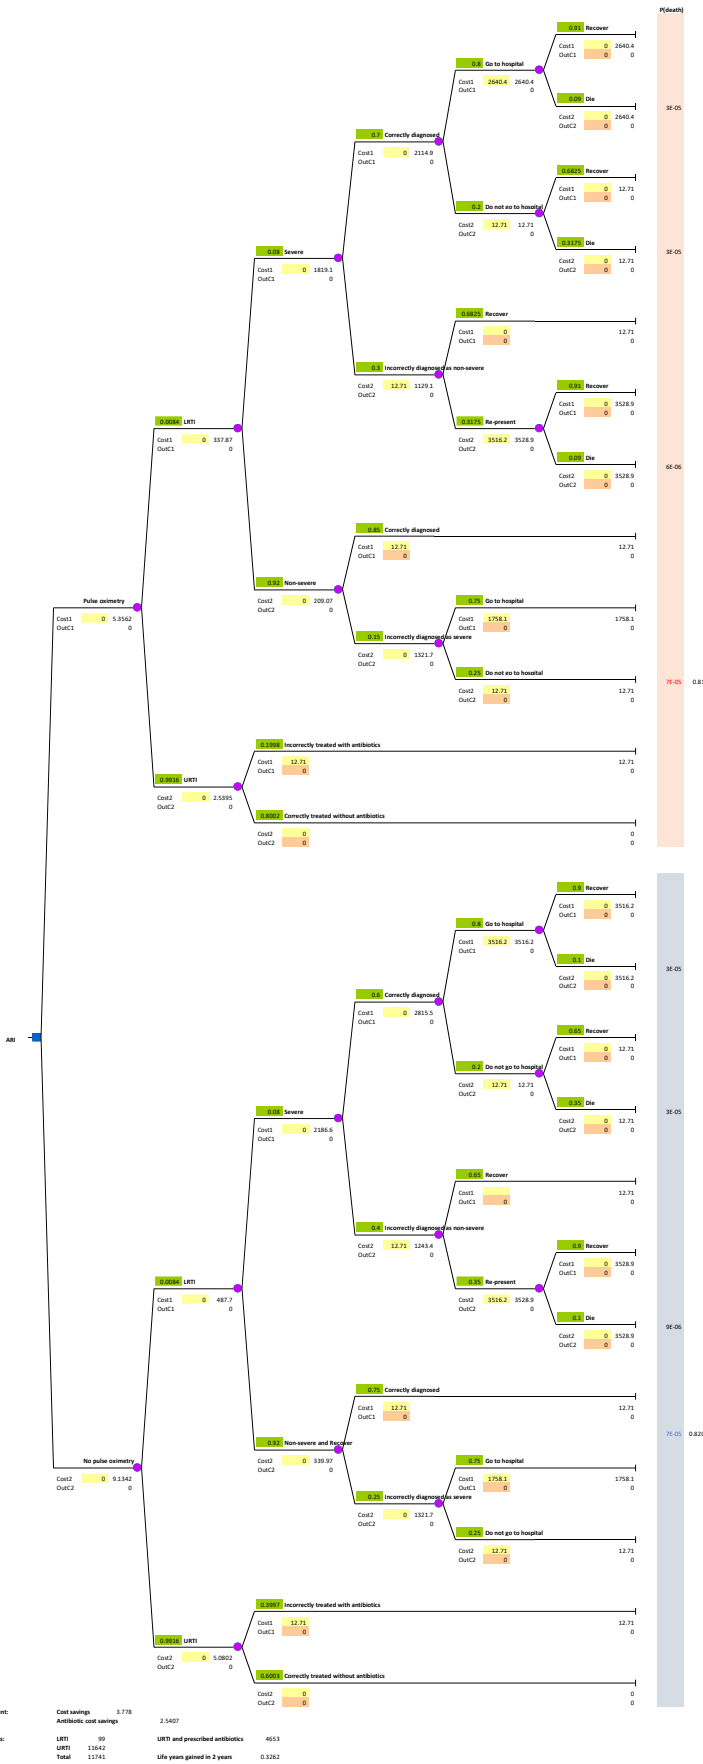 P(death)
0.91 Recover
Cost1 0 2640.4
OutC1 0 0
0.8 Go to hospital
Cost1 2640.4 2640.4
OutC1 0
0.09 Die
Cost2 0 2640.4
OutC2 0 0
3E-05
0.7 Correctly diagnosed
Cost1 0 2114.9
OutC1 0
0.6825 Recover
Cost1 0 12.71
OutC1 0 0
0.2 Do not go to hospital
Cost2 12.71 12.71
OutC2 0
0.3175 Die
Cost2 0 12.71
OutC2 0 0
3E-05
0.08 Severe
Cost1 0 1819.1
OutC1 0
0.6825 Recover
Cost1 0 12.71
OutC1 0 0
0.3 Incorrectly diagnosed as non-severe
Cost2 12.71 1129.1
OutC2 0
0.91 Recover
Cost1 0 3528.9
OutC1 0 0
0.0084 LRTI
Cost1 0 337.87
OutC1 0
0.3175 Re-present
Cost2 3516.2 3528.9
OutC2 0
0.09 Die
Cost2 0 3528.9
OutC2 0 0
6E-06
0.85 Correctly diagnosed
Cost1 12.71 12.71
OutC1 0 0
0.92 Non-severe
Cost2 0 209.07
OutC2 0
Pulse oximetry
Cost1 0 5.3562
OutC1 0
0.75 Go to hospital
Cost1 1758.1 1758.1
OutC1 0 0
0.15 Incorrectly diagnosed as severe
Cost2 0 1321.7
OutC2 0
0.25 Do not go to hospital
Cost2 12.71 12.71
OutC2 0 0
7E-05 0.81
0.1998 Incorrectly treated with antibiotics
Cost1 12.71 12.71
OutC1 0 0
0.9916 URTI
Cost2 0 2.5395
OutC2 0
0.8002 Correctly treated without antibiotics
Cost2 0 0
OutC2 0 0
0.9 Recover
Cost1 0 3516.2
OutC1 0 0
0.8 Go to hospital
Cost1 3516.2 3516.2
OutC1 0
0.1 Die
Cost2 0 3516.2
OutC2 0 0
3E-05
0.6 Correctly diagnosed
Cost1 0 2815.5
OutC1 0
ARI
0.65 Recover
Cost1 0 12.71
OutC1 0 0
0.2 Do not go to hospital
Cost2 12.71 12.71
OutC2 0
0.35 Die
Cost2 0 12.71
OutC2 0 0
3E-05
0.08 Severe
Cost1 0 2186.6
OutC1 0
0.65 Recover
Cost1 12.71
OutC1 0 0
0.4 Incorrectly diagnosed as non-severe
Cost2 12.71 1243.4
OutC2 0
0.9 Recover
Cost1 0 3528.9
OutC1 0 0
0.0084 LRTI
Cost1 0 487.7
OutC1 0
0.35 Re-present
Cost2 3516.2 3528.9
OutC2 0
0.1 Die
Cost2 0 3528.9
OutC2 0 0
9E-06
0.75 Correctly diagnosed
Cost1 12.71 12.71
OutC1 0 0
7E-05 0.820
0.92 Non-severe and Recover
Cost2 0 339.97
OutC2 0
No pulse oximetry
Cost2 0 9.1342
OutC2 0
0.75 Go to hospital
Cost1 1758.1 1758.1
OutC1 0 0
0.25 Incorrectly diagnosed as severe
Cost2 0 1321.7
OutC2 0
0.25 Do not go to hospital
Cost2 12.71 12.71
OutC2 0 0
0.3997 Incorrectly treated with antibiotics
Cost1 12.71 12.71
OutC1 0 0
0.9916 URTI
Cost2 0 5.0802
OutC2 0
0.6003 Correctly treated without antibiotics
Cost2 0 0
OutC2 0 0
nt: Cost savings 3.778
Antibiotic cost savings 2.5407
s: LRTI 99 URTI and prescribed antibiotics 4653
URTI 11642
Total 11741 Life years gained in 2 years 0.3262